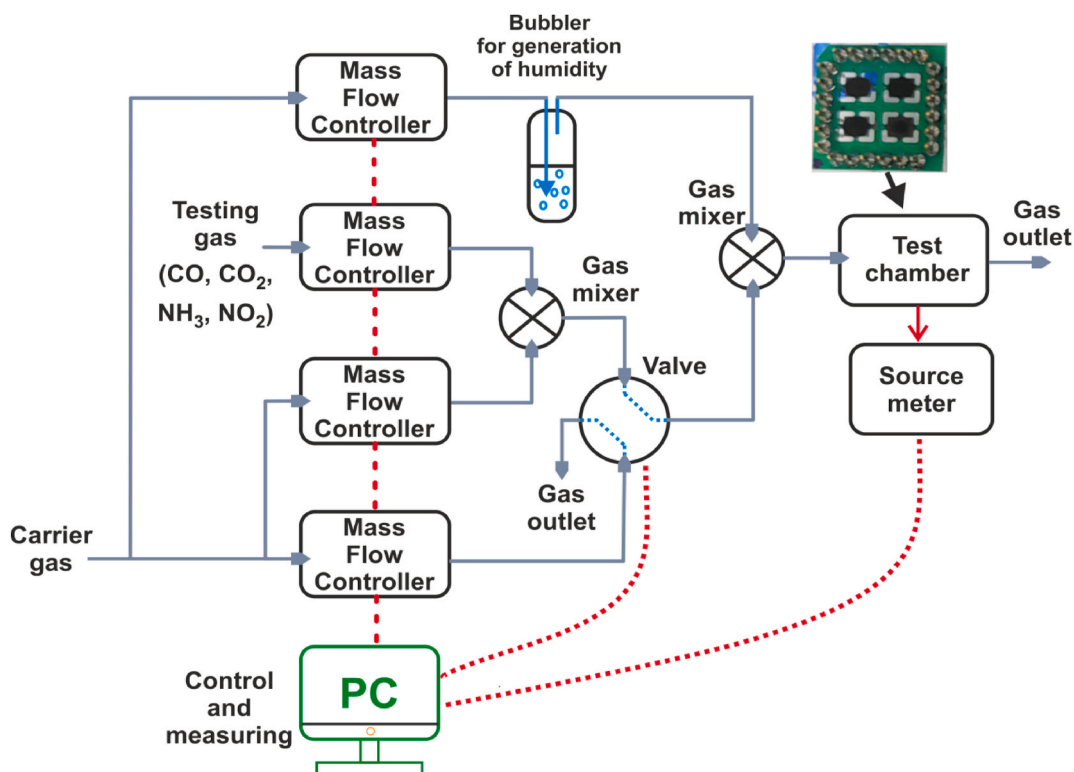 Bubbler
for generation
of humidity
Mass
Flow
Controller
Testing
gas
(CO, CO₂,
NH₃, NO₂)
Mass
Flow
Controller
Gas
mixer
Gas
mixer
Test
chamber
Gas
outlet
Mass
Flow
Controller
Valve
Source
meter
Gas
outlet
Carrier
gas
Mass
Flow
Controller
Control
and
measuring
PC